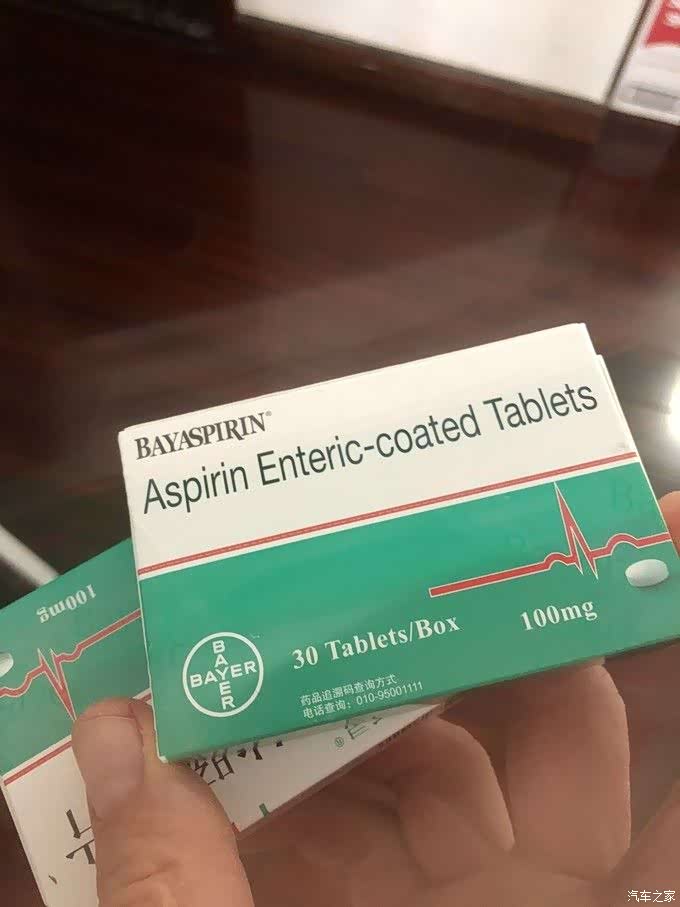 BAYASPIRIN®
Aspirin Enteric-coated Tablets
30 Tablets/Box
100mg
BAYER
BAYER
药品追溯码查询方式
电话查询：010-95001111
100mg
汽车之家